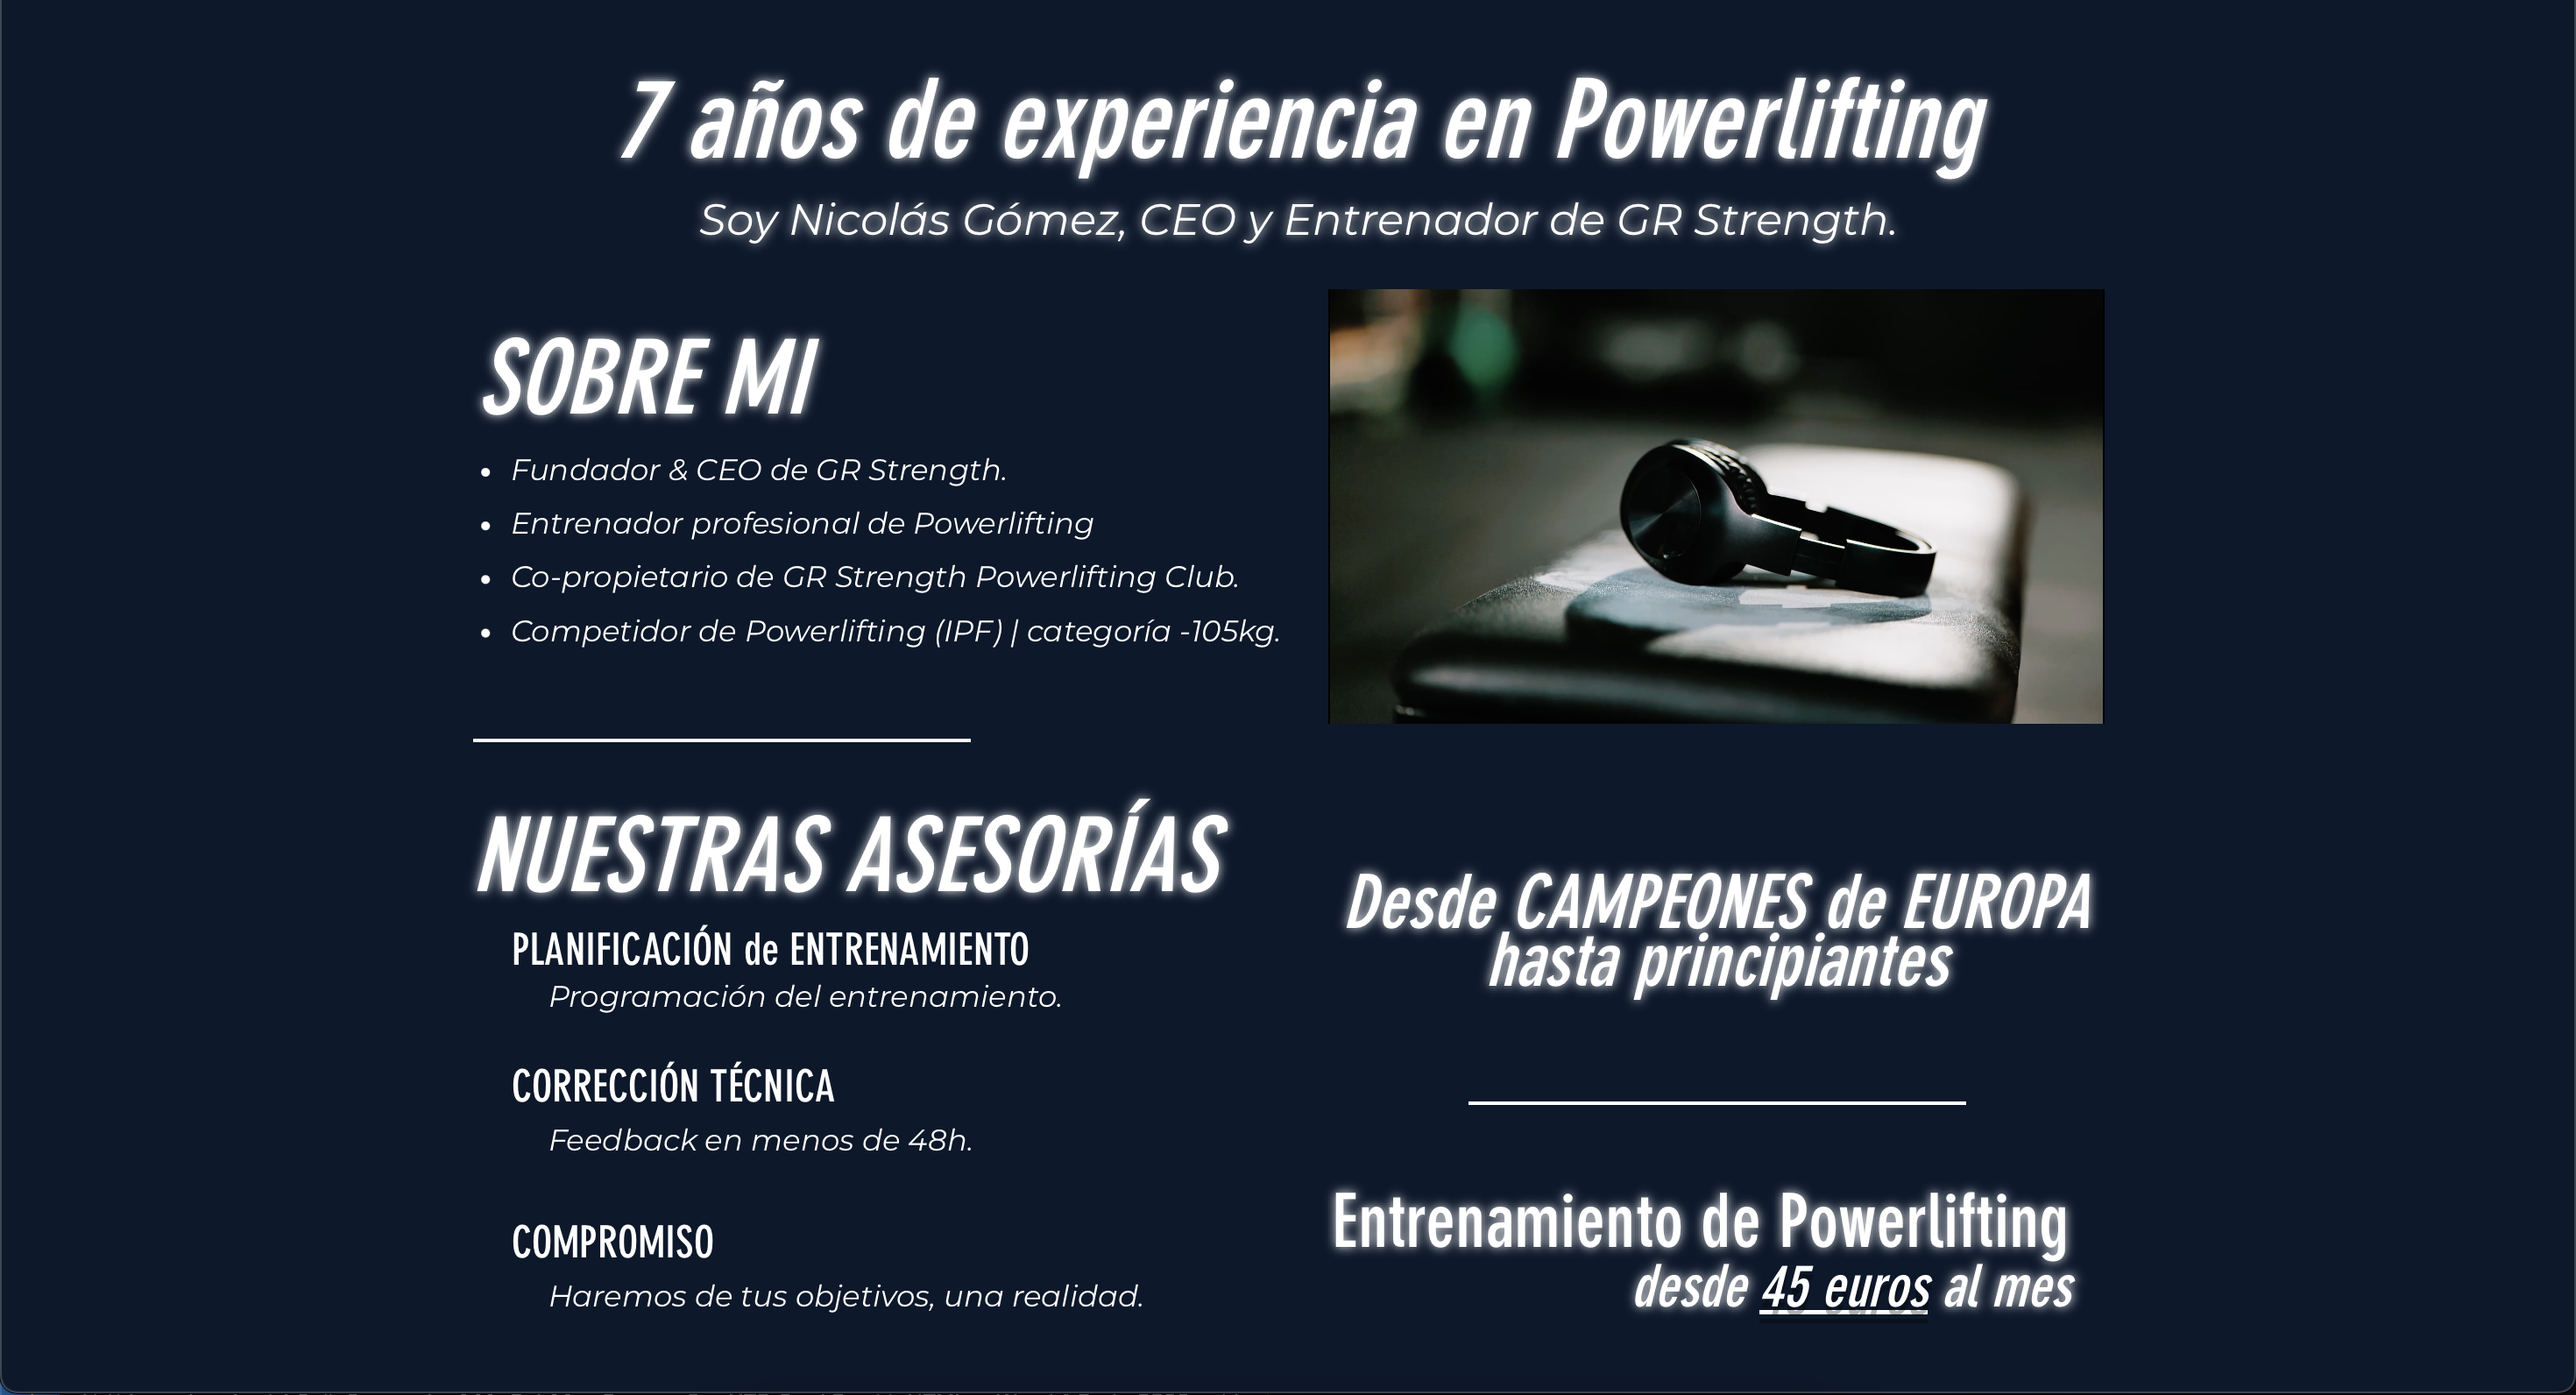 7 años de experiencia en Powerlifting
Soy Nicolás Gómez, CEO y Entrenador de GR Strength.
SOBRE MI
• Fundador & CEO de GR Strength.
• Entrenador profesional de Powerlifting
• Co-propietario de GR Strength Powerlifting Club.
• Competidor de Powerlifting (IPF) | categoría -105kg.
NUESTRAS ASESORÍAS
PLANIFICACIÓN de ENTRENAMIENTO
Programación del entrenamiento.
CORRECCIÓN TÉCNICA
Feedback en menos de 48h.
COMPROMISO
Haremos de tus objetivos, una realidad.
Desde CAMPEONES de EUROPA
hasta principiantes
Entrenamiento de Powerlifting
desde 45 euros al mes